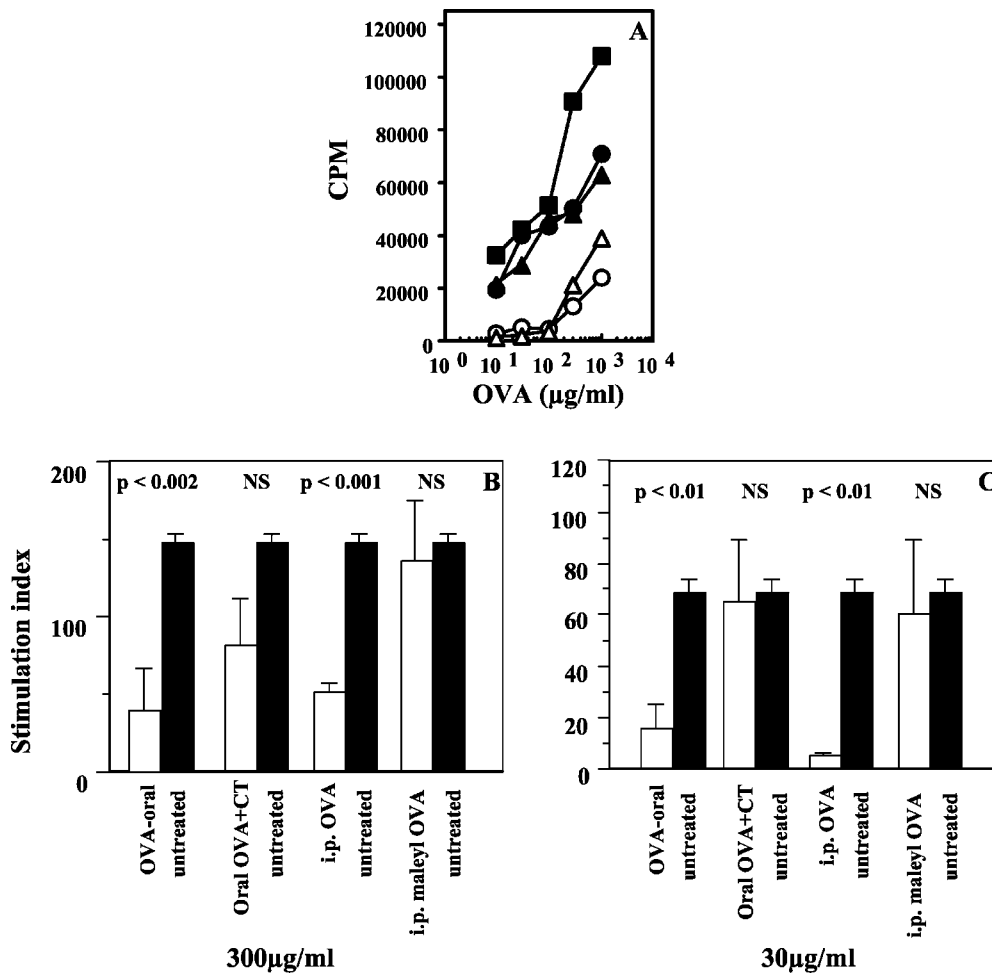 A
120000
100000
80000
60000
40000
20000
0
CPM
10^0 10^1 10^2 10^3 10^4
OVA (µg/ml)
B
200
100
0
Stimulation index
p < 0.002 NS p < 0.001 NS
OVA-oral
untreated
Oral OVA+CT
untreated
i.p. OVA
untreated
i.p. maleyl OVA
untreated
300µg/ml
C
120
100
80
60
40
20
0
p < 0.01 NS p < 0.01 NS
OVA-oral
untreated
Oral OVA+CT
untreated
i.p. OVA
untreated
i.p. maleyl OVA
untreated
30µg/ml